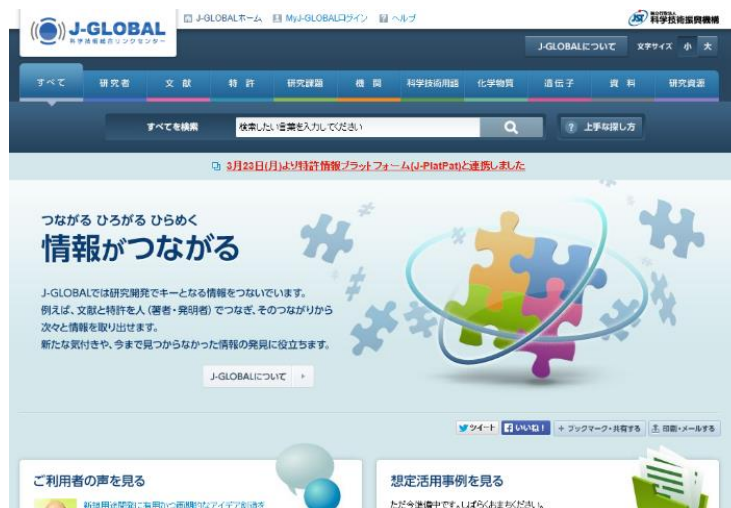 J-GLOBAL
科学技術総合リンクセンター
J-GLOBALホーム MyJ-GLOBALログイン ヘルプ
JST 独立行政法人 科学技術振興機構
J-GLOBALについて 文字サイズ 小 大
すべて 研究者 文献 特許 研究課題 機関 科学技術用語 化学物質 遺伝子 資料 研究資源
すべてを検索 検索したい言葉を入力してください ? 上手な探し方
3月23日(月)より特許情報プラットフォーム(J-PlatPat)と連携しました
つながる ひろがる ひらめく
情報がつながる
J-GLOBALでは研究開発でキーとなる情報をつないでいます。
例えば、文献と特許を人(著者・発明者)でつなぎ、そのつながりから
次々と情報を取り出せます。
新たな気付きや、今まで見つからなかった情報の発見に役立ちます。
J-GLOBALについて
ツイート いいね! + ブックマーク・共有する 印刷・メールする
ご利用者の声を見る
想定活用事例を見る
ただ今準備中です。しばらくおまちください。